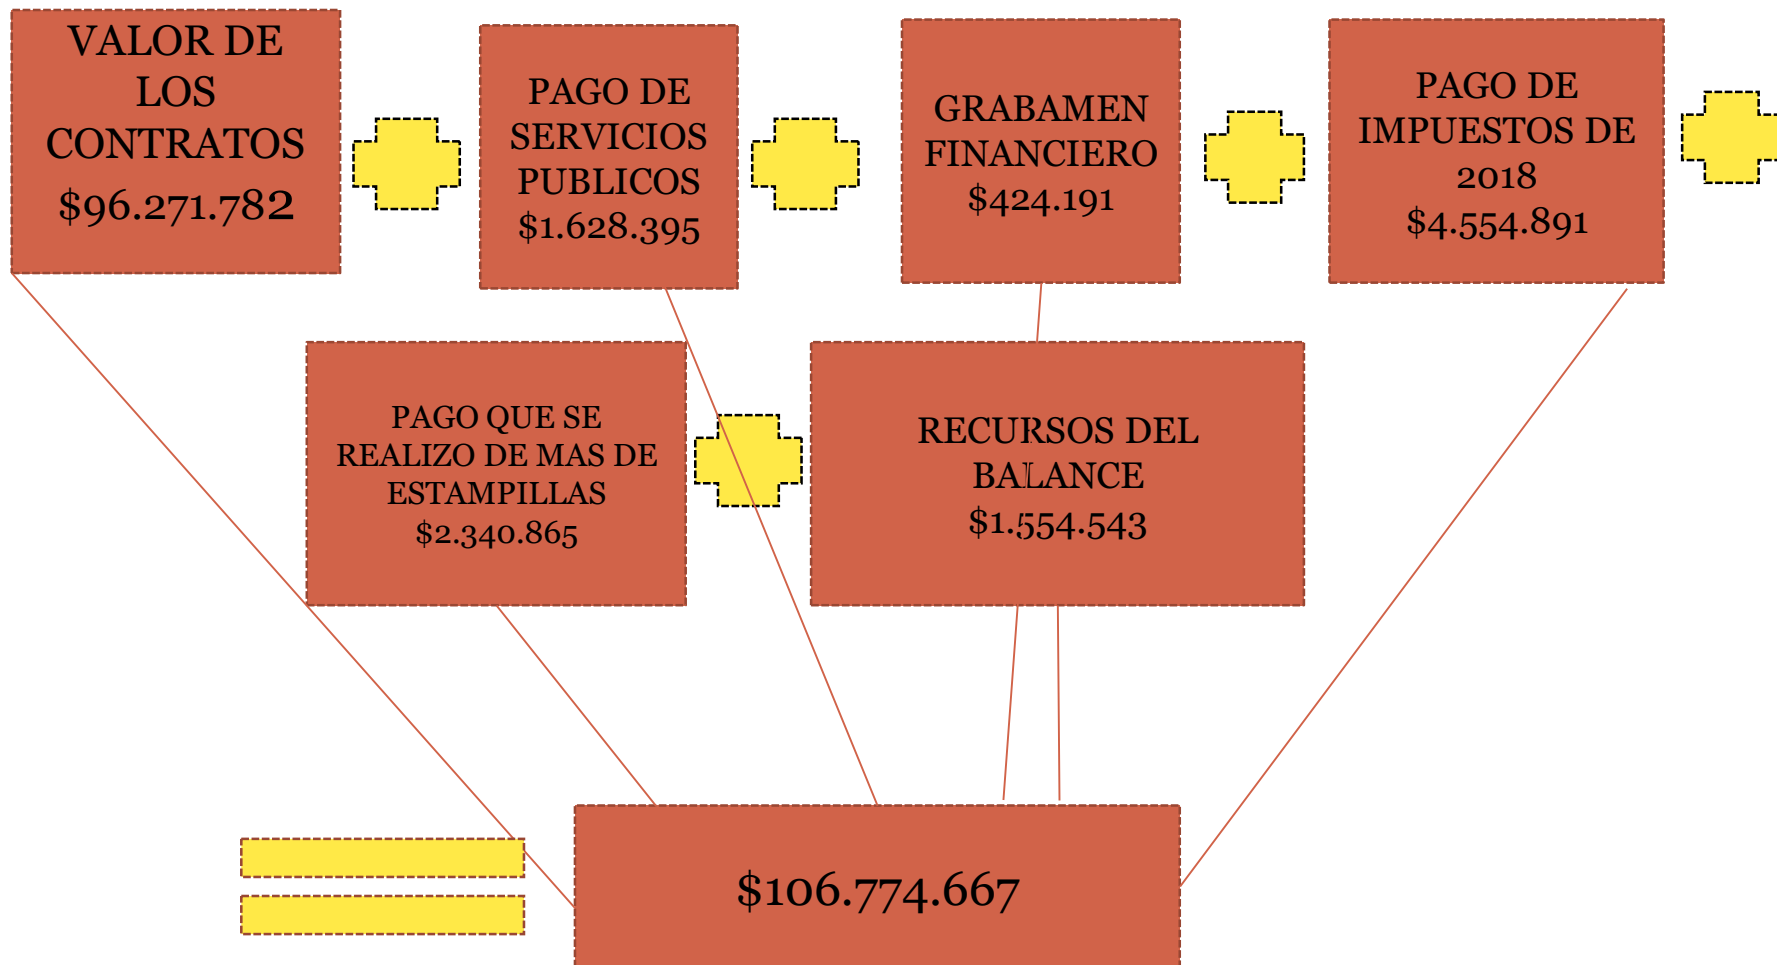 VALOR DE
LOS
CONTRATOS
$96.271.782
PAGO DE
SERVICIOS
PUBLICOS
$1.628.395
GRABAMEN
FINANCIERO
$424.191
PAGO DE
IMPUESTOS DE
2018
$4.554.891
PAGO QUE SE
REALIZO DE MAS DE
ESTAMPILLAS
$2.340.865
RECURSOS DEL
BALANCE
$1.554.543
$106.774.667